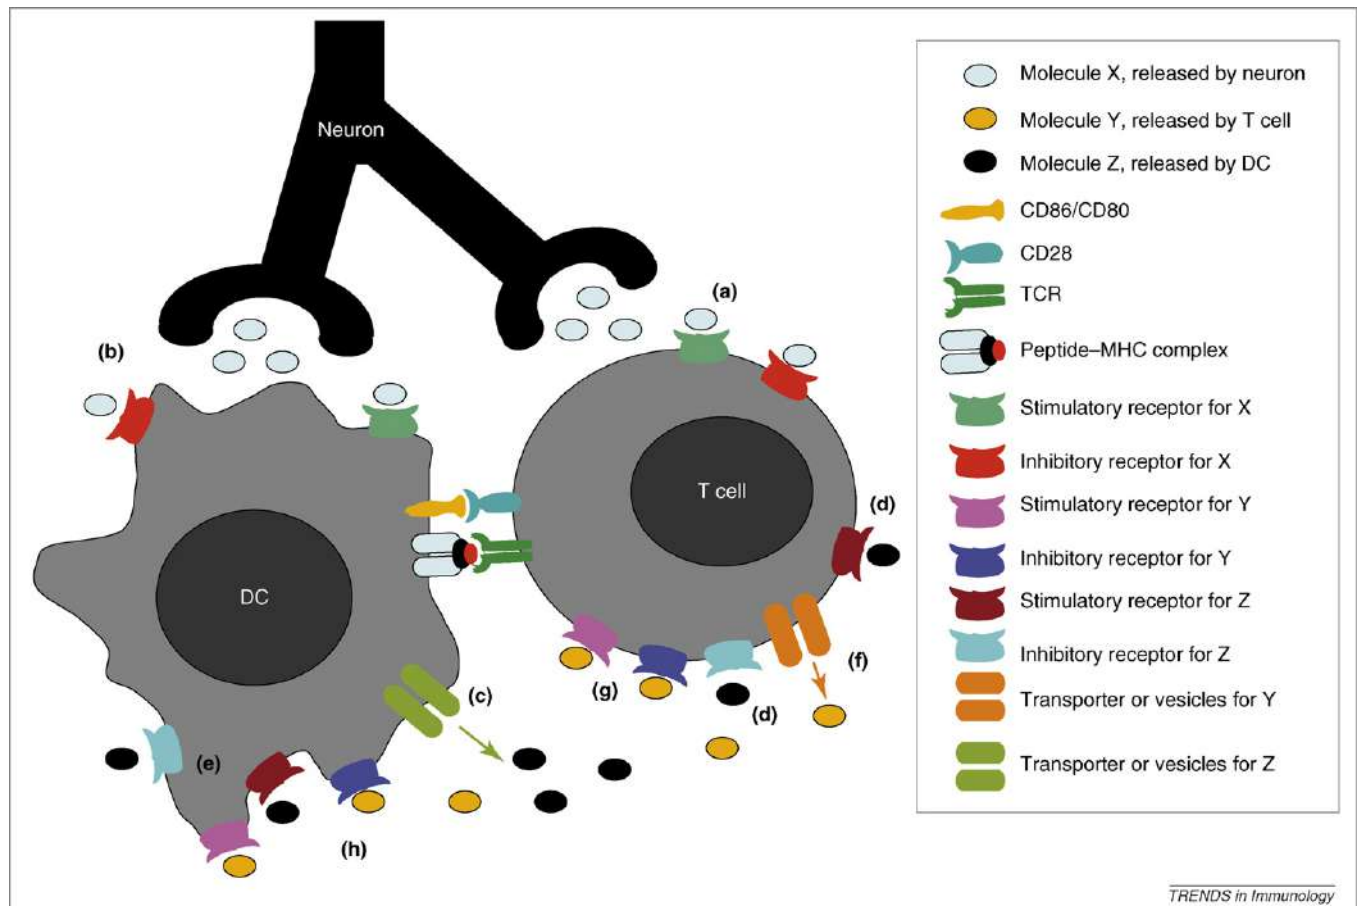 Neuron
(a)
(b)
T cell
(d)
DC
(c)
(f)
(g)
(d)
(e)
(h)
Molecule X, released by neuron
Molecule Y, released by T cell
Molecule Z, released by DC
CD86/CD80
CD28
TCR
Peptide–MHC complex
Stimulatory receptor for X
Inhibitory receptor for X
Stimulatory receptor for Y
Inhibitory receptor for Y
Stimulatory receptor for Z
Inhibitory receptor for Z
Transporter or vesicles for Y
Transporter or vesicles for Z
TRENDS in Immunology